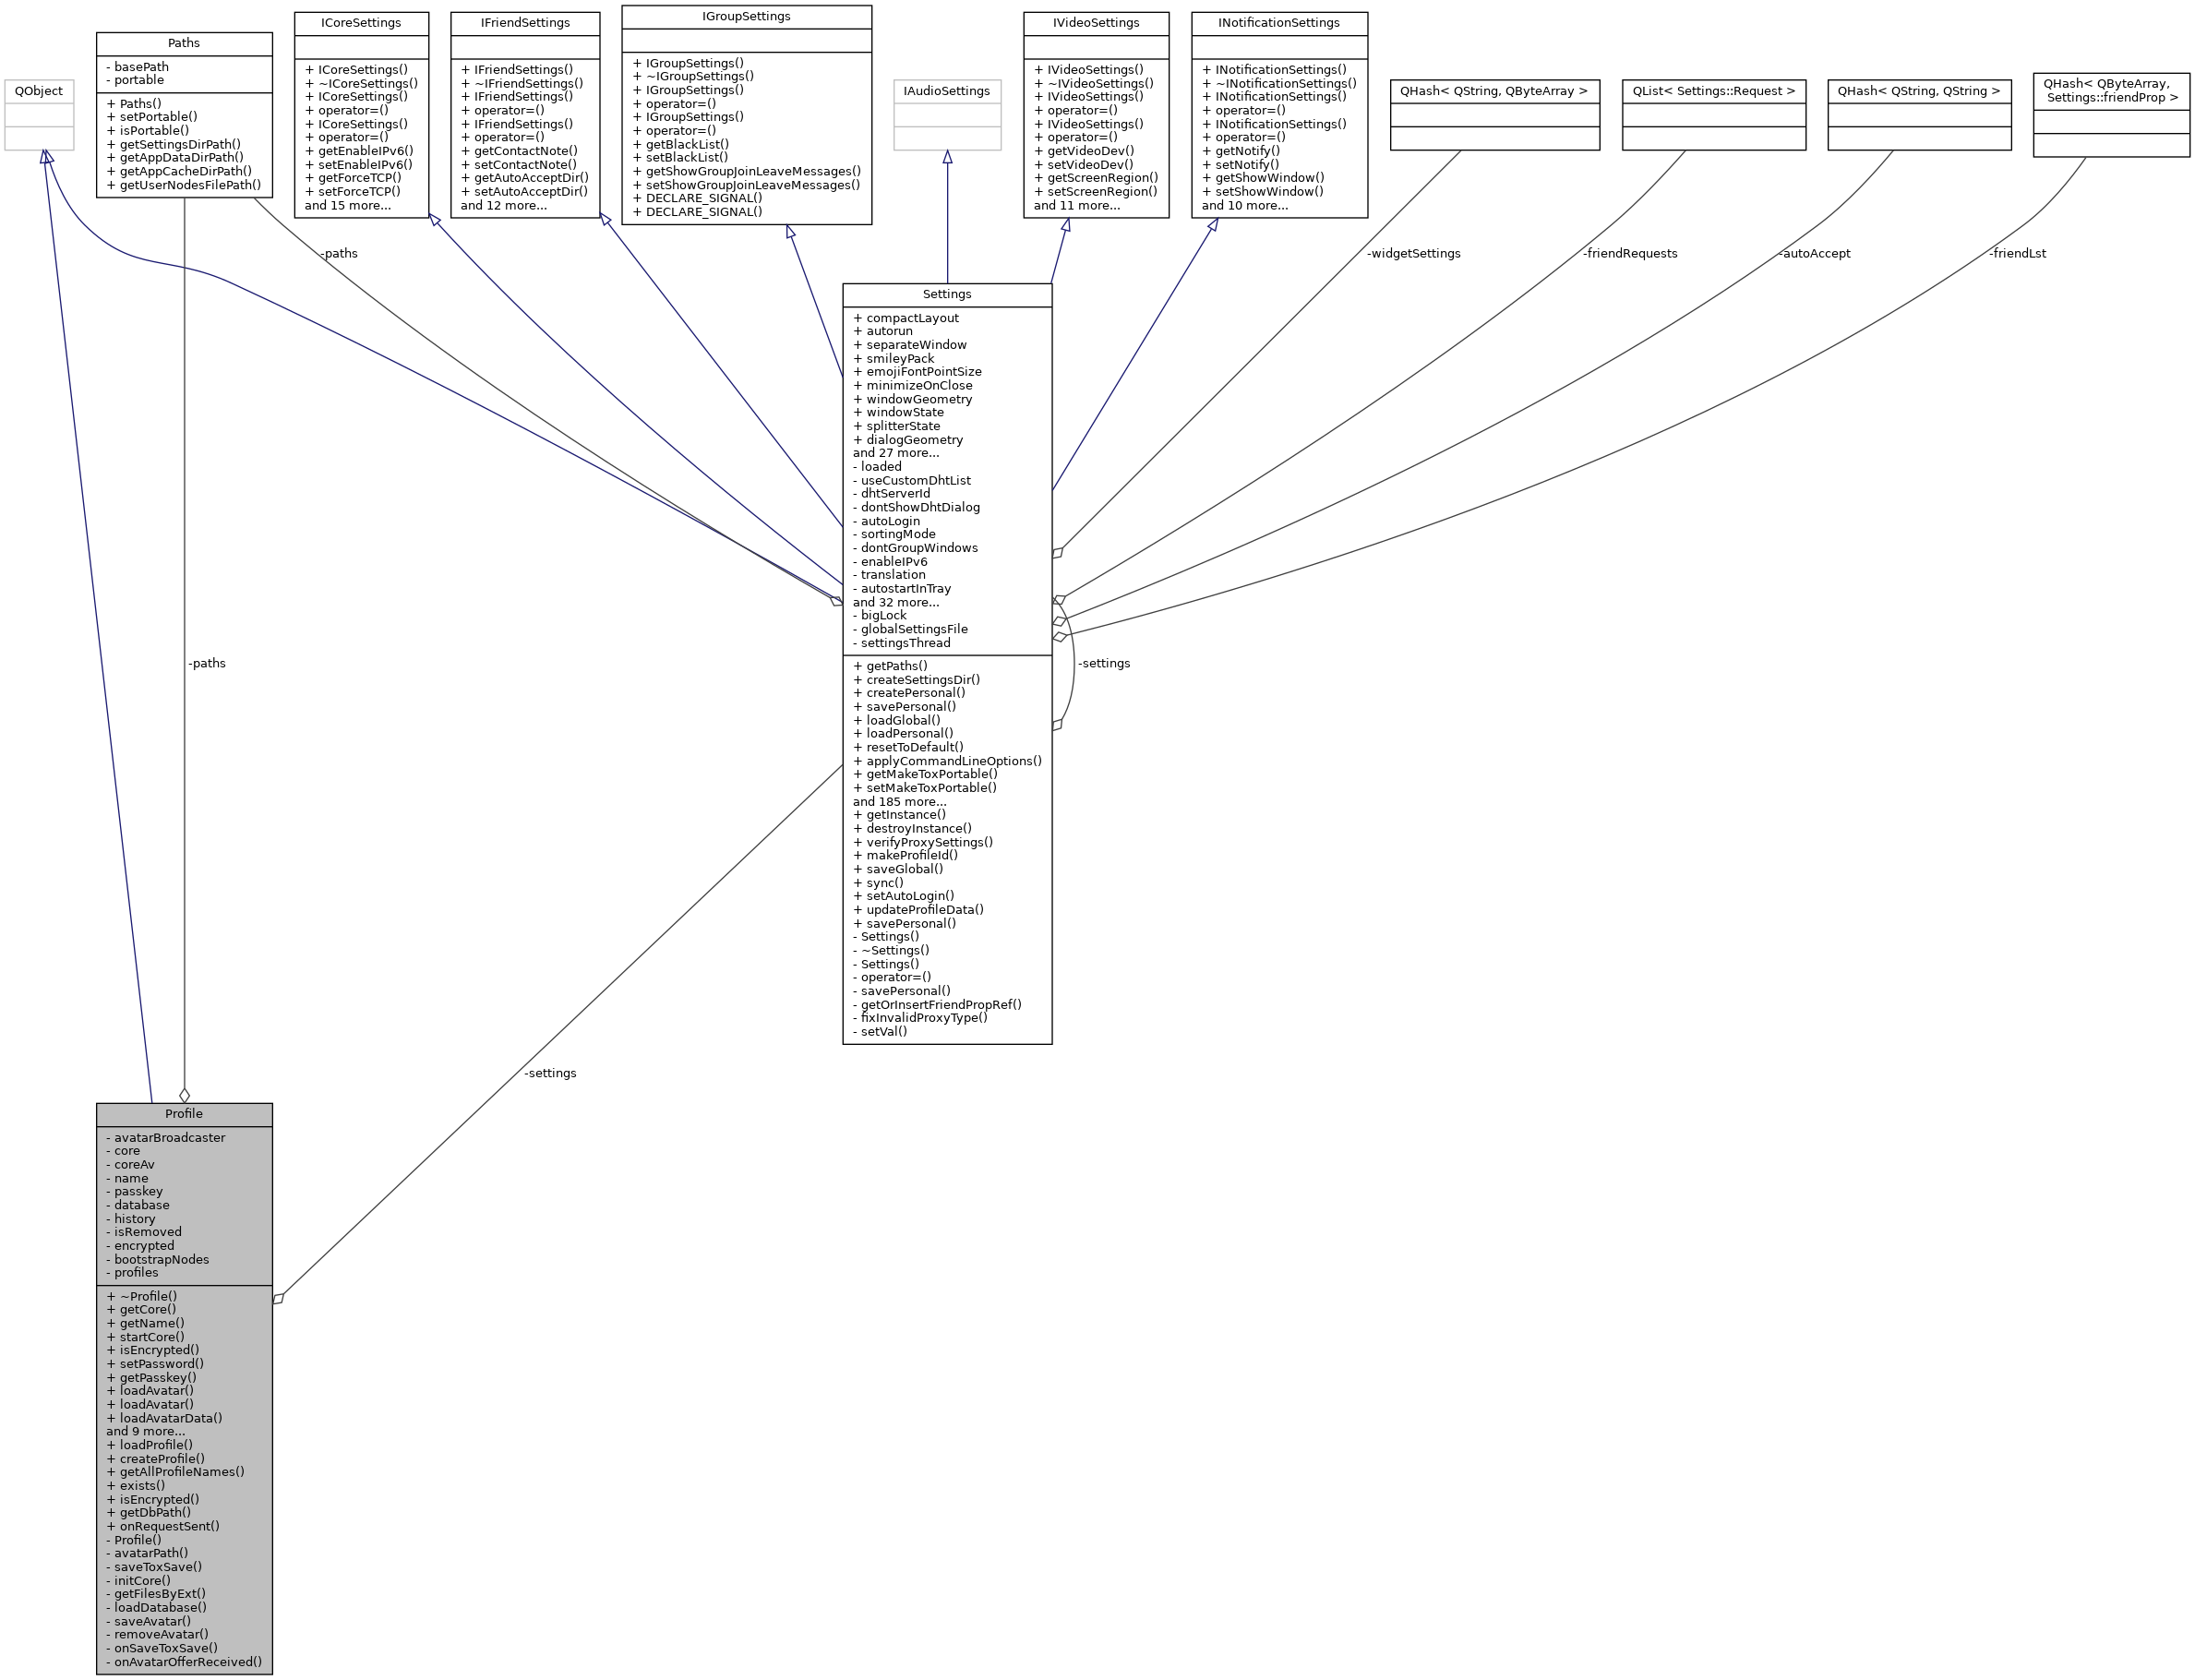 QObject
Paths
- basePath
- portable
+ Paths()
+ setPortable()
+ isPortable()
+ getSettingsDirPath()
+ getAppDataDirPath()
+ getAppCacheDirPath()
+ getUserNodesFilePath()
ICoreSettings
+ ICoreSettings()
+ ~ICoreSettings()
+ ICoreSettings()
+ operator=()
+ ICoreSettings()
+ operator=()
+ getEnableIPv6()
+ setEnableIPv6()
+ getForceTCP()
+ setForceTCP()
and 15 more...
IFriendSettings
+ IFriendSettings()
+ ~IFriendSettings()
+ IFriendSettings()
+ operator=()
+ IFriendSettings()
+ operator=()
+ getContactNote()
+ setContactNote()
+ getAutoAcceptDir()
+ setAutoAcceptDir()
and 12 more...
IGroupSettings
+ IGroupSettings()
+ ~IGroupSettings()
+ IGroupSettings()
+ operator=()
+ IGroupSettings()
+ operator=()
+ getBlackList()
+ setBlackList()
+ getShowGroupJoinLeaveMessages()
+ setShowGroupJoinLeaveMessages()
+ DECLARE_SIGNAL()
+ DECLARE_SIGNAL()
IAudioSettings
IVideoSettings
+ IVideoSettings()
+ ~IVideoSettings()
+ IVideoSettings()
+ operator=()
+ IVideoSettings()
+ operator=()
+ getVideoDev()
+ setVideoDev()
+ getScreenRegion()
+ setScreenRegion()
and 11 more...
INotificationSettings
+ INotificationSettings()
+ ~INotificationSettings()
+ INotificationSettings()
+ operator=()
+ INotificationSettings()
+ operator=()
+ getNotify()
+ setNotify()
+ getShowWindow()
+ setShowWindow()
and 10 more...
QHash< QString, QByteArray >
QList< Settings::Request >
QHash< QString, QString >
QHash< QByteArray,
Settings::friendProp >
-paths
-widgetSettings
-friendRequests
-autoAccept
-friendLst
Settings
+ compactLayout
+ autorun
+ separateWindow
+ smileyPack
+ emojiFontPointSize
+ minimizeOnClose
+ windowGeometry
+ windowState
+ splitterState
+ dialogGeometry
and 27 more...
- loaded
- useCustomDhtList
- dhtServerId
- dontShowDhtDialog
- autoLogin
- sortingMode
- dontGroupWindows
- enableIPv6
- translation
- autostartInTray
and 32 more...
- bigLock
- globalSettingsFile
- settingsThread
+ getPaths()
+ createSettingsDir()
+ createPersonal()
+ savePersonal()
+ loadGlobal()
+ loadPersonal()
+ resetToDefault()
+ applyCommandLineOptions()
+ getMakeToxPortable()
+ setMakeToxPortable()
and 185 more...
+ getInstance()
+ destroyInstance()
+ verifyProxySettings()
+ makeProfileId()
+ saveGlobal()
+ sync()
+ setAutoLogin()
+ updateProfileData()
+ savePersonal()
- Settings()
- ~Settings()
- Settings()
- operator=()
- savePersonal()
- getOrInsertFriendPropRef()
- fixInvalidProxyType()
- setVal()
-paths
-settings
-settings
Profile
- avatarBroadcaster
- core
- coreAv
- name
- passkey
- database
- history
- isRemoved
- encrypted
- bootstrapNodes
- profiles
+ ~Profile()
+ getCore()
+ getName()
+ startCore()
+ isEncrypted()
+ setPassword()
+ getPasskey()
+ loadAvatar()
+ loadAvatar()
+ loadAvatarData()
and 9 more...
+ loadProfile()
+ createProfile()
+ getAllProfileNames()
+ exists()
+ isEncrypted()
+ getDbPath()
+ onRequestSent()
- Profile()
- avatarPath()
- saveToxSave()
- initCore()
- getFilesByExt()
- loadDatabase()
- saveAvatar()
- removeAvatar()
- onSaveToxSave()
- onAvatarOfferReceived()